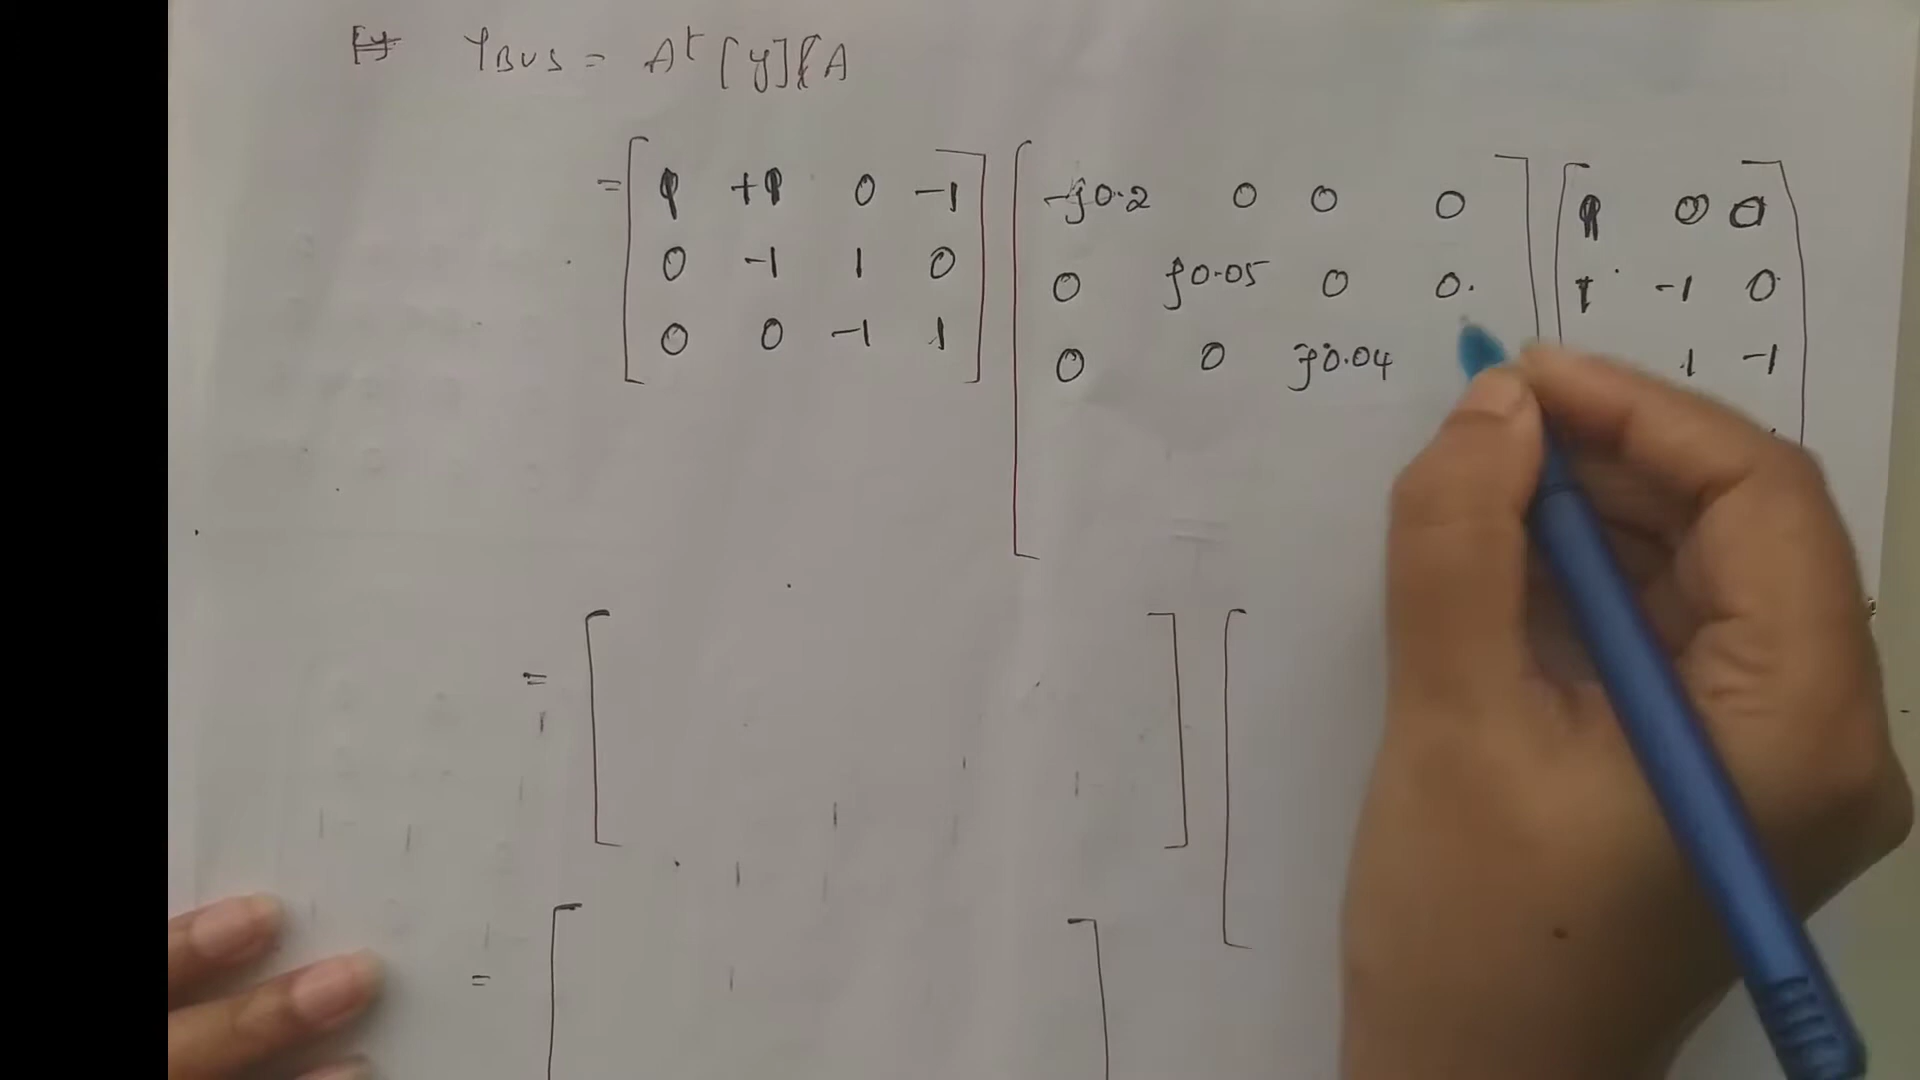 YBUS = Aᵗ [y] A
= [ 1 +1 0 -1 ] [ -j0.2 0 0 0 ] [ 1 0 0 ]
0 -1 1 0 0 j0.05 0 0. 1 -1 0
0 0 -1 1 0 0 j0.04 1 -1
= [ ] [
= [ ]